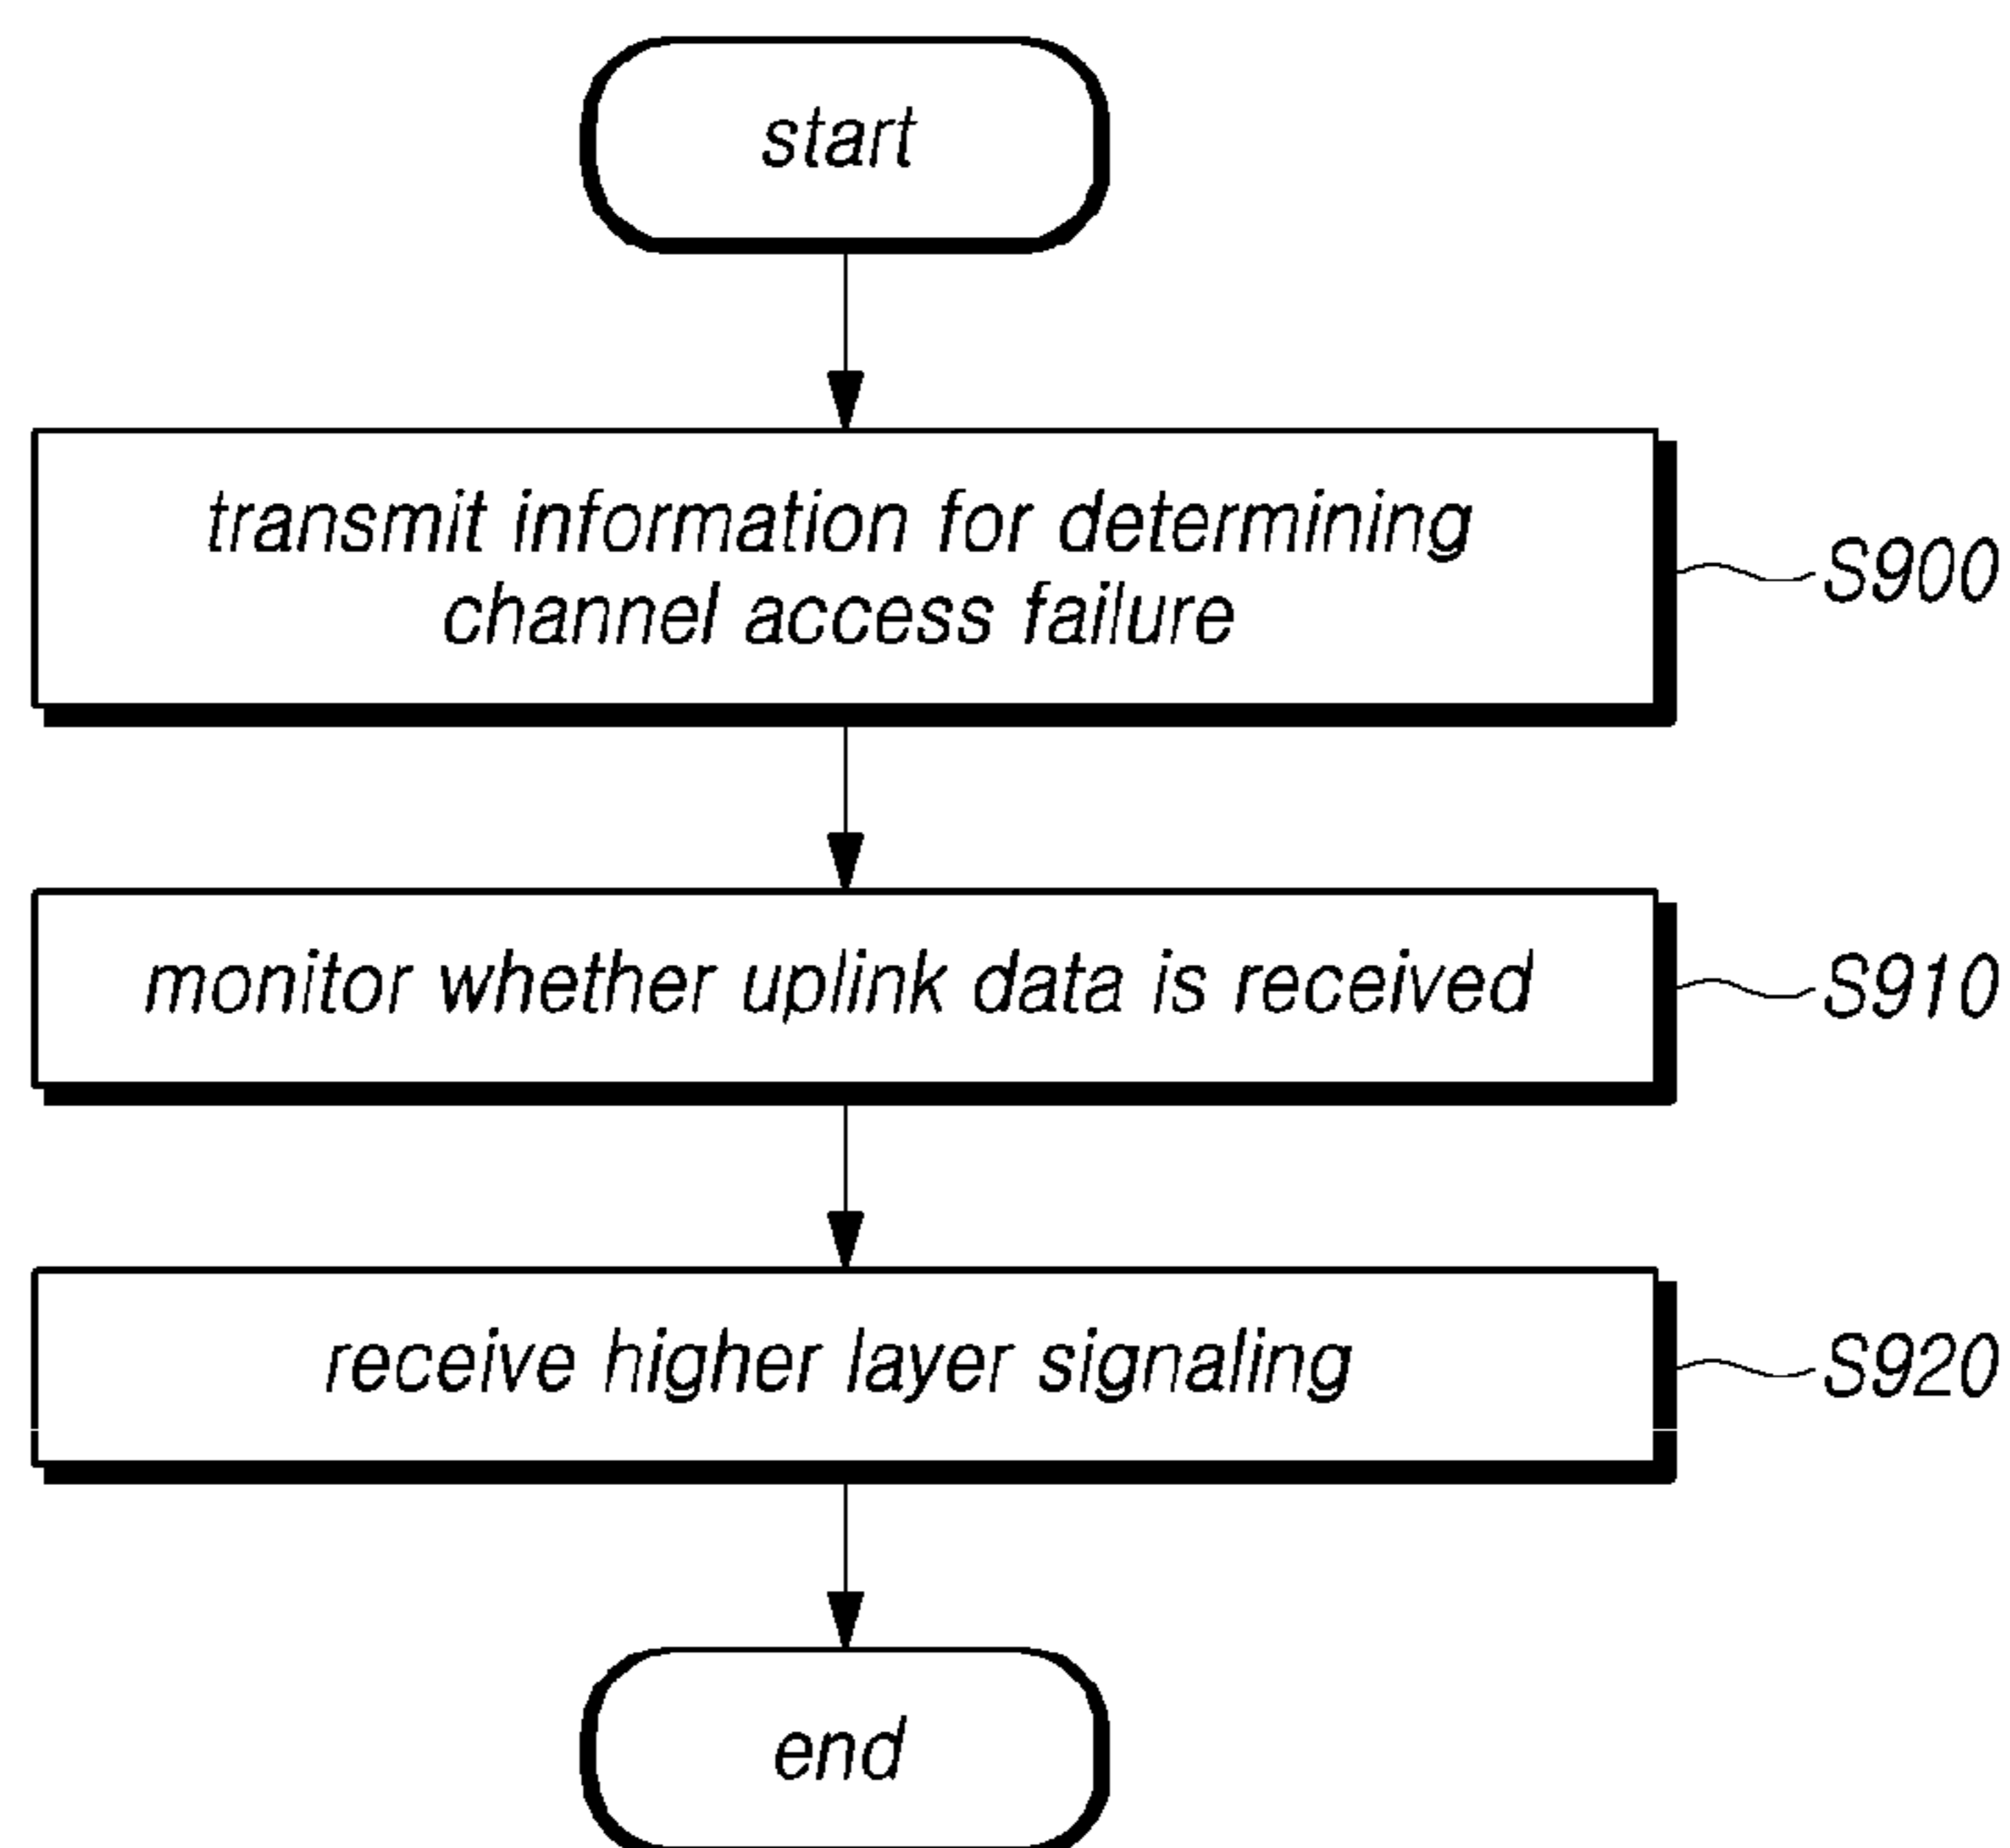 start
transmit information for determining
channel access failure
S900
monitor whether uplink data is received
S910
receive higher layer signaling
S920
end